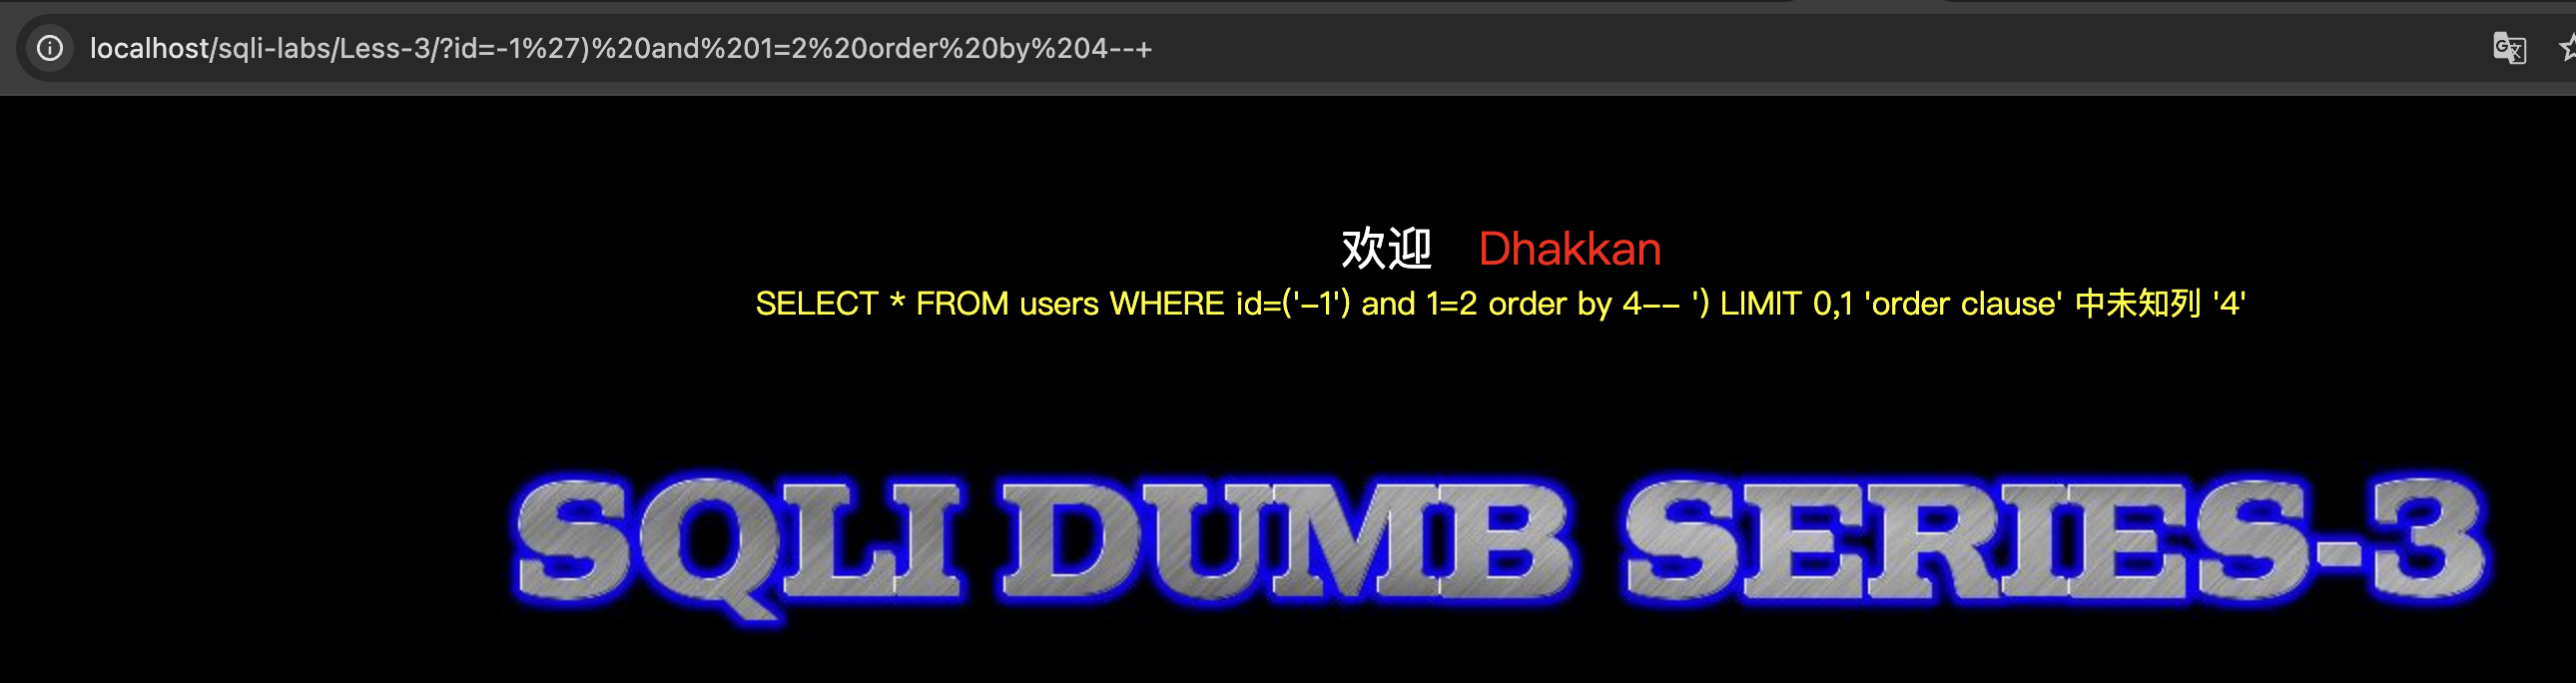 localhost/sqli-labs/Less-3/?id=-1%27)%20and%201=2%20order%20by%204--+
欢迎 Dhakkan
SELECT * FROM users WHERE id=('-1') and 1=2 order by 4-- ') LIMIT 0,1 'order clause' 中未知列 '4'
SQLI DUMB SERIES-3